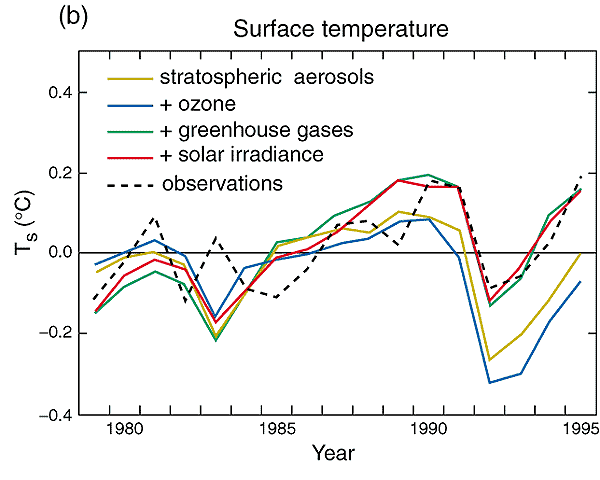 (b)
Surface temperature
stratospheric aerosols
+ ozone
+ greenhouse gases
+ solar irradiance
observations
0.4
0.2
0.0
−0.2
−0.4
Ts (°C)
1980
1985
1990
1995
Year